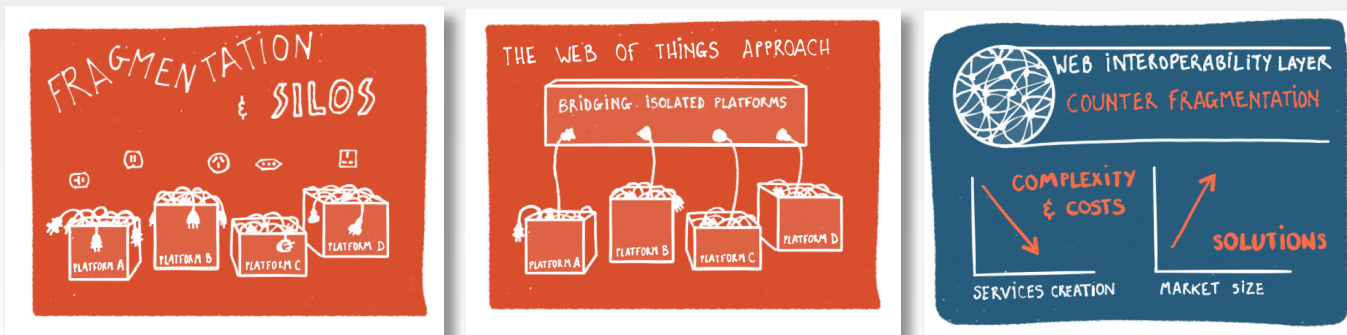 FRAGMENTATION
& SILOS
PLATFORM A
PLATFORM B
PLATFORM C
PLATFORM D
THE WEB OF THINGS APPROACH
BRIDGING ISOLATED PLATFORMS
PLATFORM A
PLATFORM B
PLATFORM C
PLATFORM D
WEB INTEROPERABILITY LAYER
COUNTER FRAGMENTATION
COMPLEXITY
& COSTS
SERVICES CREATION
SOLUTIONS
MARKET SIZE